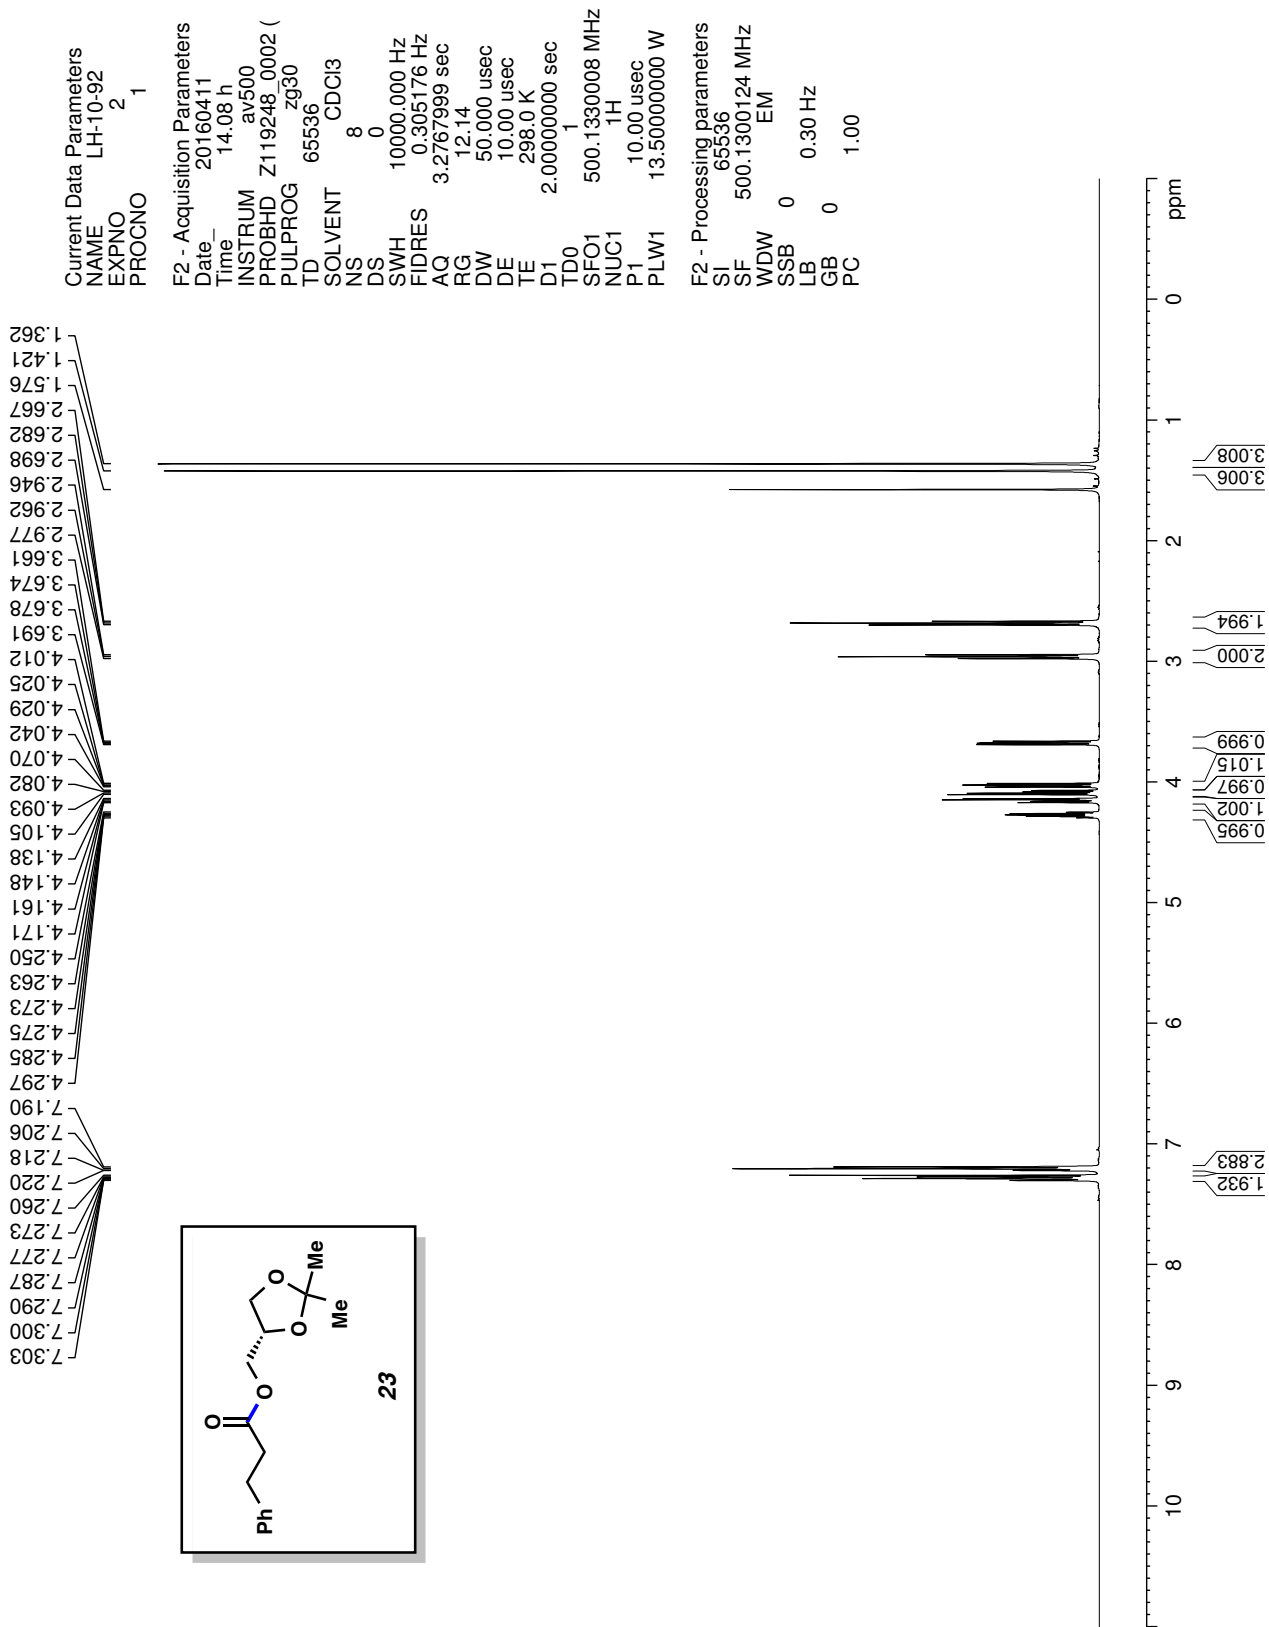 Current Data Parameters
NAME LH-10-92
EXPNO 2
PROCNO 1
F2 - Acquisition Parameters
Date_ 20160411
Time 14.08 h
INSTRUM av500
PROBHD Z119248_0002 (
PULPROG zg30
TD 65536
SOLVENT CDCl3
NS 8
DS 0
SWH 10000.000 Hz
FIDRES 0.305176 Hz
AQ 3.2767999 sec
RG 12.14
DW 50.000 usec
DE 10.00 usec
TE 298.0 K
D1 2.00000000 sec
TD0 1
SFO1 500.1330008 MHz
NUC1 1H
P1 10.00 usec
PLW1 13.50000000 W
F2 - Processing parameters
SI 65536
SF 500.1300124 MHz
WDW EM
SSB 0
LB 0.30 Hz
GB 0
PC 1.00
1.362
1.421
1.576
2.667
2.682
2.698
2.946
2.962
2.977
3.661
3.674
3.678
3.691
4.012
4.025
4.029
4.042
4.070
4.082
4.093
4.105
4.138
4.148
4.161
4.171
4.250
4.263
4.273
4.275
4.285
4.297
7.190
7.206
7.218
7.220
7.260
7.273
7.277
7.287
7.290
7.300
7.303
Ph
O
O
O
O
Me
Me
23
10 9 8 7 6 5 4 3 2 1 0 ppm
3.008
3.006
1.994
2.000
0.999
1.015
0.997
1.002
0.995
2.883
1.932